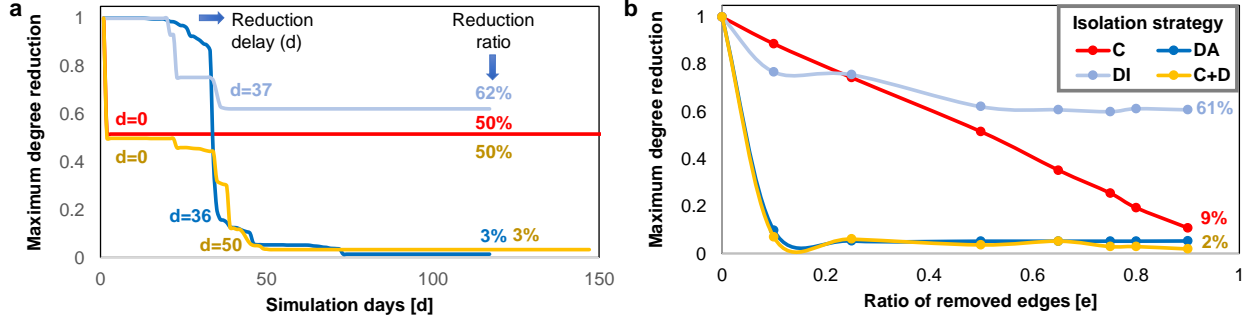 a
Maximum degree reduction
1
0.8
0.6
0.4
0.2
0
0
50
100
150
Simulation days [d]
Reduction
delay (d)
Reduction
ratio
d=37
62%
50%
d=0
d=0
50%
d=36
d=50
3%
3%
b
Maximum degree reduction
1
0.8
0.6
0.4
0.2
0
0
0.2
0.4
0.6
0.8
1
Ratio of removed edges [e]
Isolation strategy
C
DA
DI
C+D
61%
9%
2%